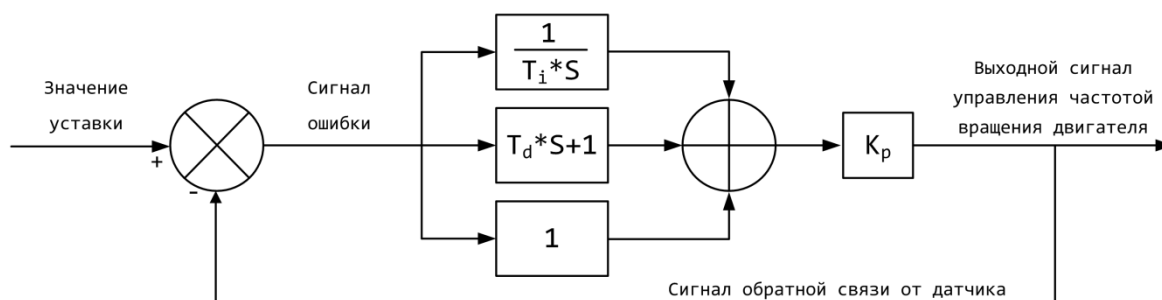 Значение
уставки
+
-
Сигнал
ошибки
1
T_i*S
T_d*S+1
1
K_p
Выходной сигнал
управления частотой
вращения двигателя
Сигнал обратной связи от датчика